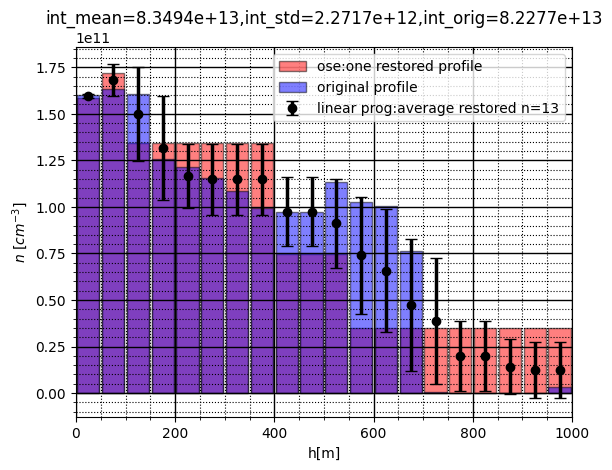 int_mean=8.3494e+13,int_std=2.2717e+12,int_orig=8.2277e+13
1e11
ose:one restored profile
original profile
linear prog:average restored n=13
1.75
1.50
1.25
1.00
0.75
0.50
0.25
0.00
n [cm⁻³]
0 200 400 600 800 1000
h[m]